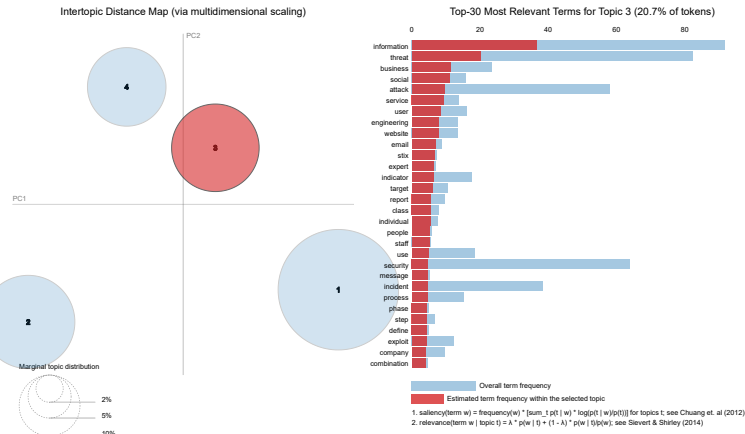 Intertopic Distance Map (via multidimensional scaling)
Top-30 Most Relevant Terms for Topic 3 (20.7% of tokens)
PC2
PC1
4
3
1
2
Marginal topic distribution
2%
5%
10%
0
20
40
60
80
information
threat
business
social
attack
service
user
engineering
website
email
stix
expert
indicator
target
report
class
individual
people
staff
use
security
message
incident
process
phase
step
define
exploit
company
combination
Overall term frequency
Estimated term frequency within the selected topic
1. saliency(term w) = frequency(w) * [sum_t p(t | w) * log(p(t | w)/p(t))] for topics t; see Chuang et. al (2012)
2. relevance(term w | topic t) = λ * p(w | t) + (1 - λ) * p(w | t)/p(w); see Sievert & Shirley (2014)